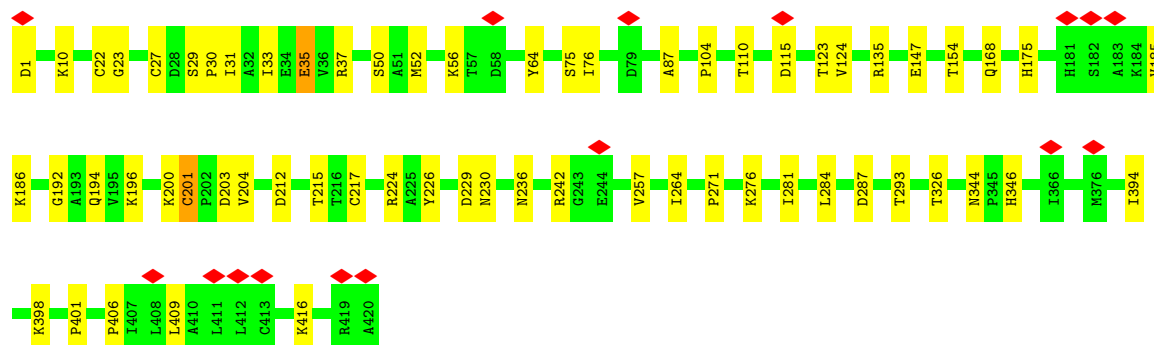 D1 K10 C22 G23 C27 D28 S29 P30 I31 A32 I33 E34 E35 V36 R37 S50 A51 M52 K56 T57 D58 Y64 S75 I76 D79 A87 P104 T110 D115 T123 V124 R135 E147 T154 Q168 H175 H181 S182 A183 K184
K186 G192 A193 Q194 V195 K196 K200 C201 P202 D203 V204 D212 T215 T216 C217 R224 A225 Y226 D229 N230 N236 R242 G243 E244 V257 I264 P271 K276 I281 L284 D287 T293 T326 N344 P345 H346 I366 M376 I394
K398 P401 P406 I407 L408 L409 A410 L411 L412 C413 K416 R419 A420